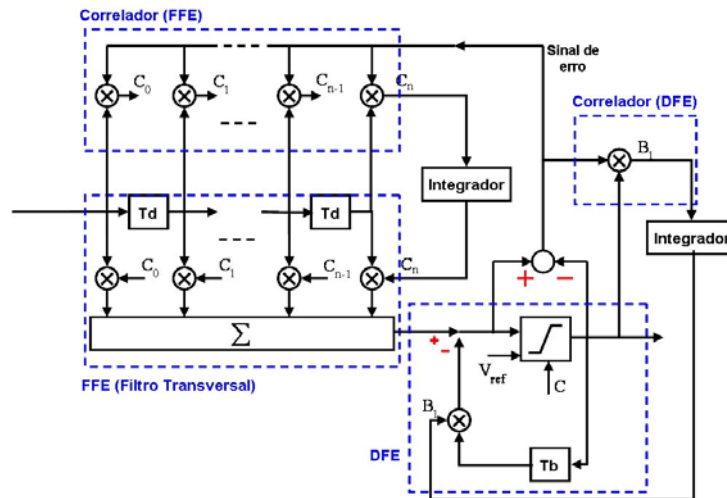 Correlador (FFE)
Sinal de
erro
C0 C1 Cn-1 Cn
Correlador (DFE)
B1
Integrador
Integrador
Td Td
C0 C1 Cn-1 Cn
Σ
+ −
+ −
Vref
C
FFE (Filtro Transversal)
B1
DFE
Tb